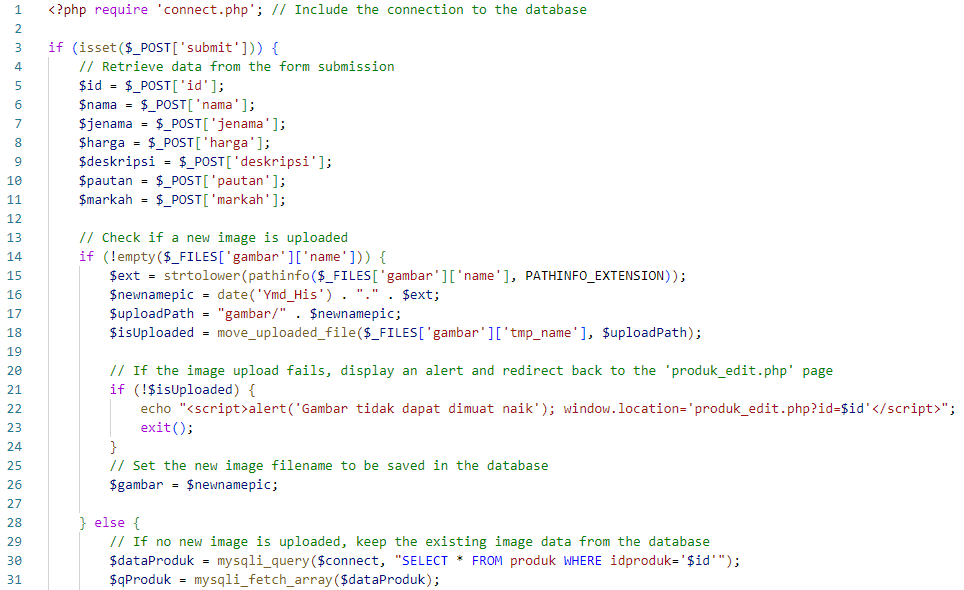 1 <?php require 'connect.php'; // Include the connection to the database
2
3 if (isset($_POST['submit'])) {
4     // Retrieve data from the form submission
5     $id = $_POST['id'];
6     $nama = $_POST['nama'];
7     $jenama = $_POST['jenama'];
8     $harga = $_POST['harga'];
9     $deskripsi = $_POST['deskripsi'];
10     $pautan = $_POST['pautan'];
11     $markah = $_POST['markah'];
12
13     // Check if a new image is uploaded
14     if (!empty($_FILES['gambar']['name'])) {
15         $ext = strtolower(pathinfo($_FILES['gambar']['name'], PATHINFO_EXTENSION));
16         $newnamepic = date('Ymd_His') . "." . $ext;
17         $uploadPath = "gambar/" . $newnamepic;
18         $isUploaded = move_uploaded_file($_FILES['gambar']['tmp_name'], $uploadPath);
19
20         // If the image upload fails, display an alert and redirect back to the 'produk_edit.php' page
21         if (!$isUploaded) {
22             echo "<script>alert('Gambar tidak dapat dimuat naik'); window.location='produk_edit.php?id=$id'</script>";
23             exit();
24         }
25         // Set the new image filename to be saved in the database
26         $gambar = $newnamepic;
27
28     } else {
29         // If no new image is uploaded, keep the existing image data from the database
30         $dataProduk = mysqli_query($connect, "SELECT * FROM produk WHERE idproduk='$id'");
31         $qProduk = mysqli_fetch_array($dataProduk);